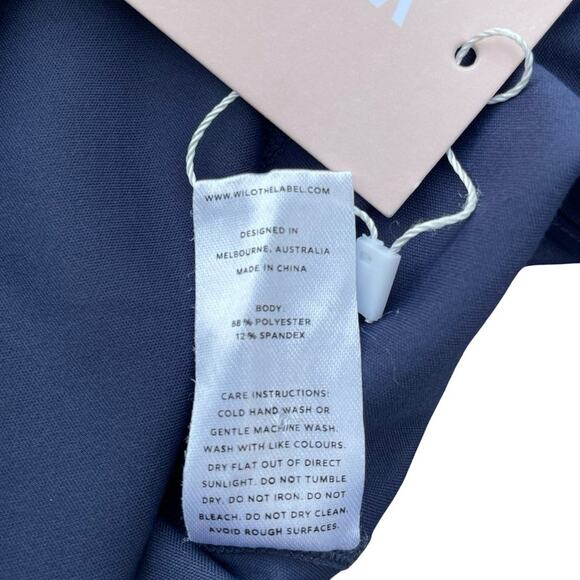 WWW.WILOTHELABEL.COM
DESIGNED IN
MELBOURNE, AUSTRALIA
MADE IN CHINA
BODY:
88% POLYESTER
12% SPANDEX
CARE INSTRUCTIONS:
COLD HAND WASH OR
GENTLE MACHINE WASH.
WASH WITH LIKE COLOURS.
DRY FLAT OUT OF DIRECT
SUNLIGHT. DO NOT TUMBLE
DRY. DO NOT IRON. DO NOT
BLEACH. DO NOT DRY CLEAN.
AVOID ROUGH SURFACES.